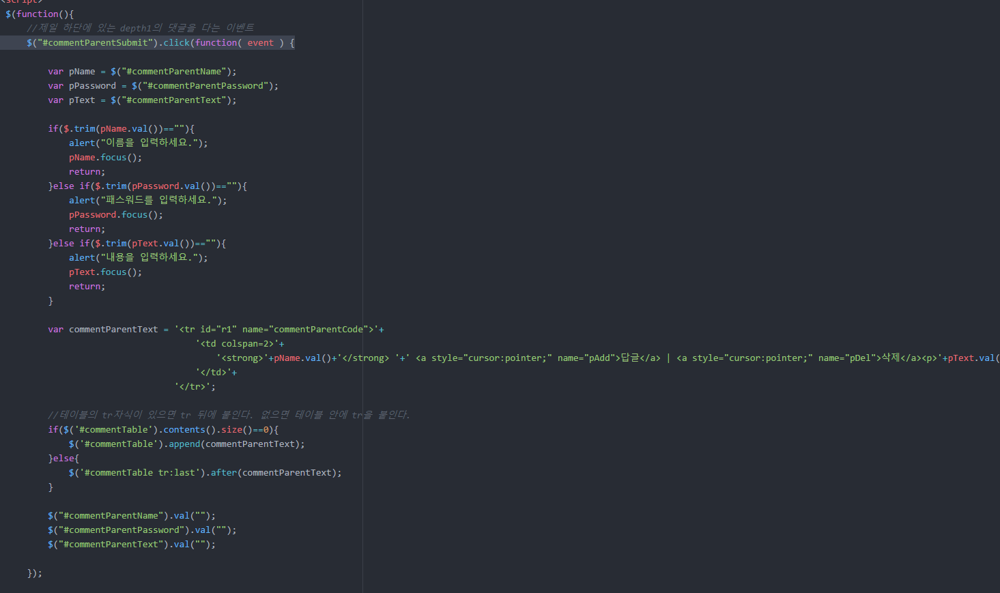 <script>
$(function(){
//제일 하단에 있는 depth1의 댓글을 다는 이벤트
$("#commentParentSubmit").click(function( event ) {
var pName = $("#commentParentName");
var pPassword = $("#commentParentPassword");
var pText = $("#commentParentText");
if($.trim(pName.val())==""){
alert("이름을 입력하세요.");
pName.focus();
return;
}else if($.trim(pPassword.val())==""){
alert("패스워드를 입력하세요.");
pPassword.focus();
return;
}else if($.trim(pText.val())==""){
alert("내용을 입력하세요.");
pText.focus();
return;
}
var commentParentText = '<tr id="r1" name="commentParentCode">'+
'<td colspan=2>'+
'<strong>'+pName.val()+'</strong> '+' <a style="cursor:pointer;" name="pAdd">답글</a> | <a style="cursor:pointer;" name="pDel">삭제</a><p>'+pText.val(
'</td>'+
'</tr>';
//테이블의 tr자식이 있으면 tr 뒤에 붙인다. 없으면 테이블 안에 tr을 붙인다.
if($('#commentTable').contents().size()==0){
$('#commentTable').append(commentParentText);
}else{
$('#commentTable tr:last').after(commentParentText);
}
$("#commentParentName").val("");
$("#commentParentPassword").val("");
$("#commentParentText").val("");
});